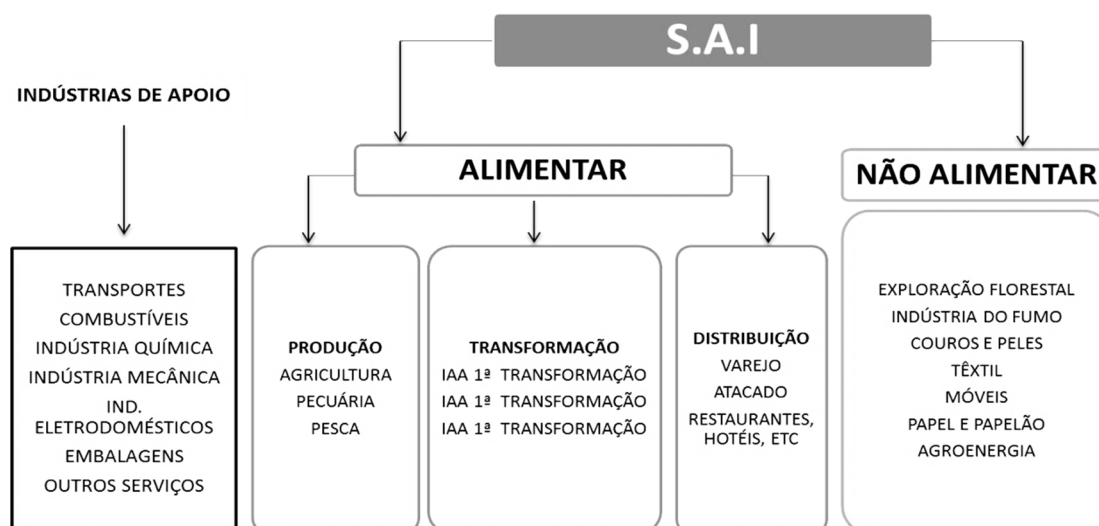 S.A.I
INDÚSTRIAS DE APOIO
ALIMENTAR
NÃO ALIMENTAR
TRANSPORTES
COMBUSTÍVEIS
INDÚSTRIA QUÍMICA
INDÚSTRIA MECÂNICA
IND.
ELETRODOMÉSTICOS
EMBALAGENS
OUTROS SERVIÇOS
PRODUÇÃO
AGRICULTURA
PECUÁRIA
PESCA
TRANSFORMAÇÃO
IAA 1ª TRANSFORMAÇÃO
IAA 1ª TRANSFORMAÇÃO
IAA 1ª TRANSFORMAÇÃO
DISTRIBUIÇÃO
VAREJO
ATACADO
RESTAURANTES,
HOTÉIS, ETC
EXPLORAÇÃO FLORESTAL
INDÚSTRIA DO FUMO
COUROS E PELES
TÊXTIL
MÓVEIS
PAPEL E PAPELÃO
AGROENERGIA